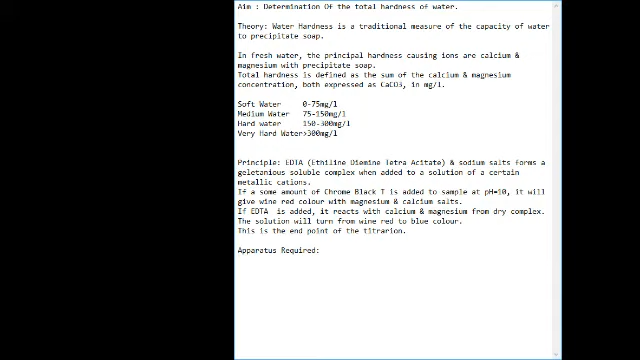 Aim : Determination Of the total hardness of water.
Theory: Water Hardness is a traditional measure of the capacity of water
to precipitate soap.
In fresh water, the principal hardness causing ions are calcium &
magnesium with precipitate soap.
Total hardness is defined as the sum of the calcium & magnesium
concentration, both expressed as CaCO3, in mg/l.
Soft Water 0-75mg/l
Medium Water 75-150mg/l
Hard water 150-300mg/l
Very Hard Water>300mg/l
Principle: EDTA (Ethiline Diemine Tetra Acitate) & sodium salts forms a
geletanious soluble complex when added to a solution of a certain
metallic cations.
If a some amount of Chrome Black T is added to sample at pH=10, it will
give wine red colour with magnesium & calcium salts.
If EDTA is added, it reacts with calcium & magnesium from dry complex.
The solution will turn from wine red to blue colour.
This is the end point of the titrarion.
Apparatus Required: